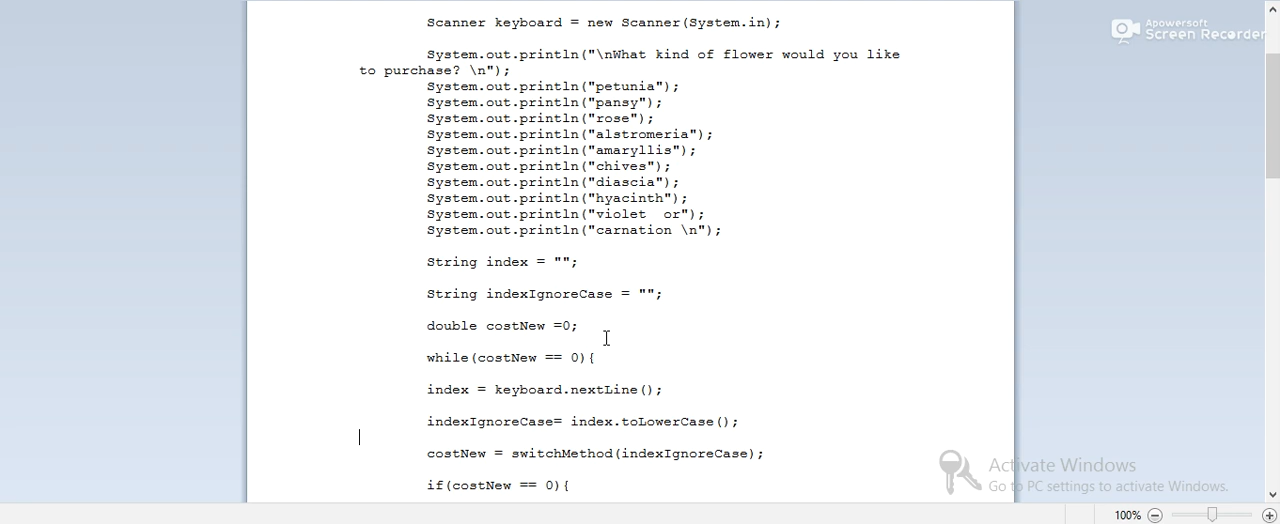 Scanner keyboard = new Scanner(System.in);
Apowersoft
Screen Recorder
System.out.println("\nWhat kind of flower would you like
to purchase? \n");
System.out.println("petunia");
System.out.println("pansy");
System.out.println("rose");
System.out.println("alstromeria");
System.out.println("amaryllis");
System.out.println("chives");
System.out.println("diascia");
System.out.println("hyacinth");
System.out.println("violet  or");
System.out.println("carnation \n");
String index = "";
String indexIgnoreCase = "";
double costNew =0;
while(costNew == 0){
index = keyboard.nextLine();
indexIgnoreCase= index.toLowerCase();
costNew = switchMethod(indexIgnoreCase);
if(costNew == 0){
Activate Windows
Go to PC settings to activate Windows.
100%